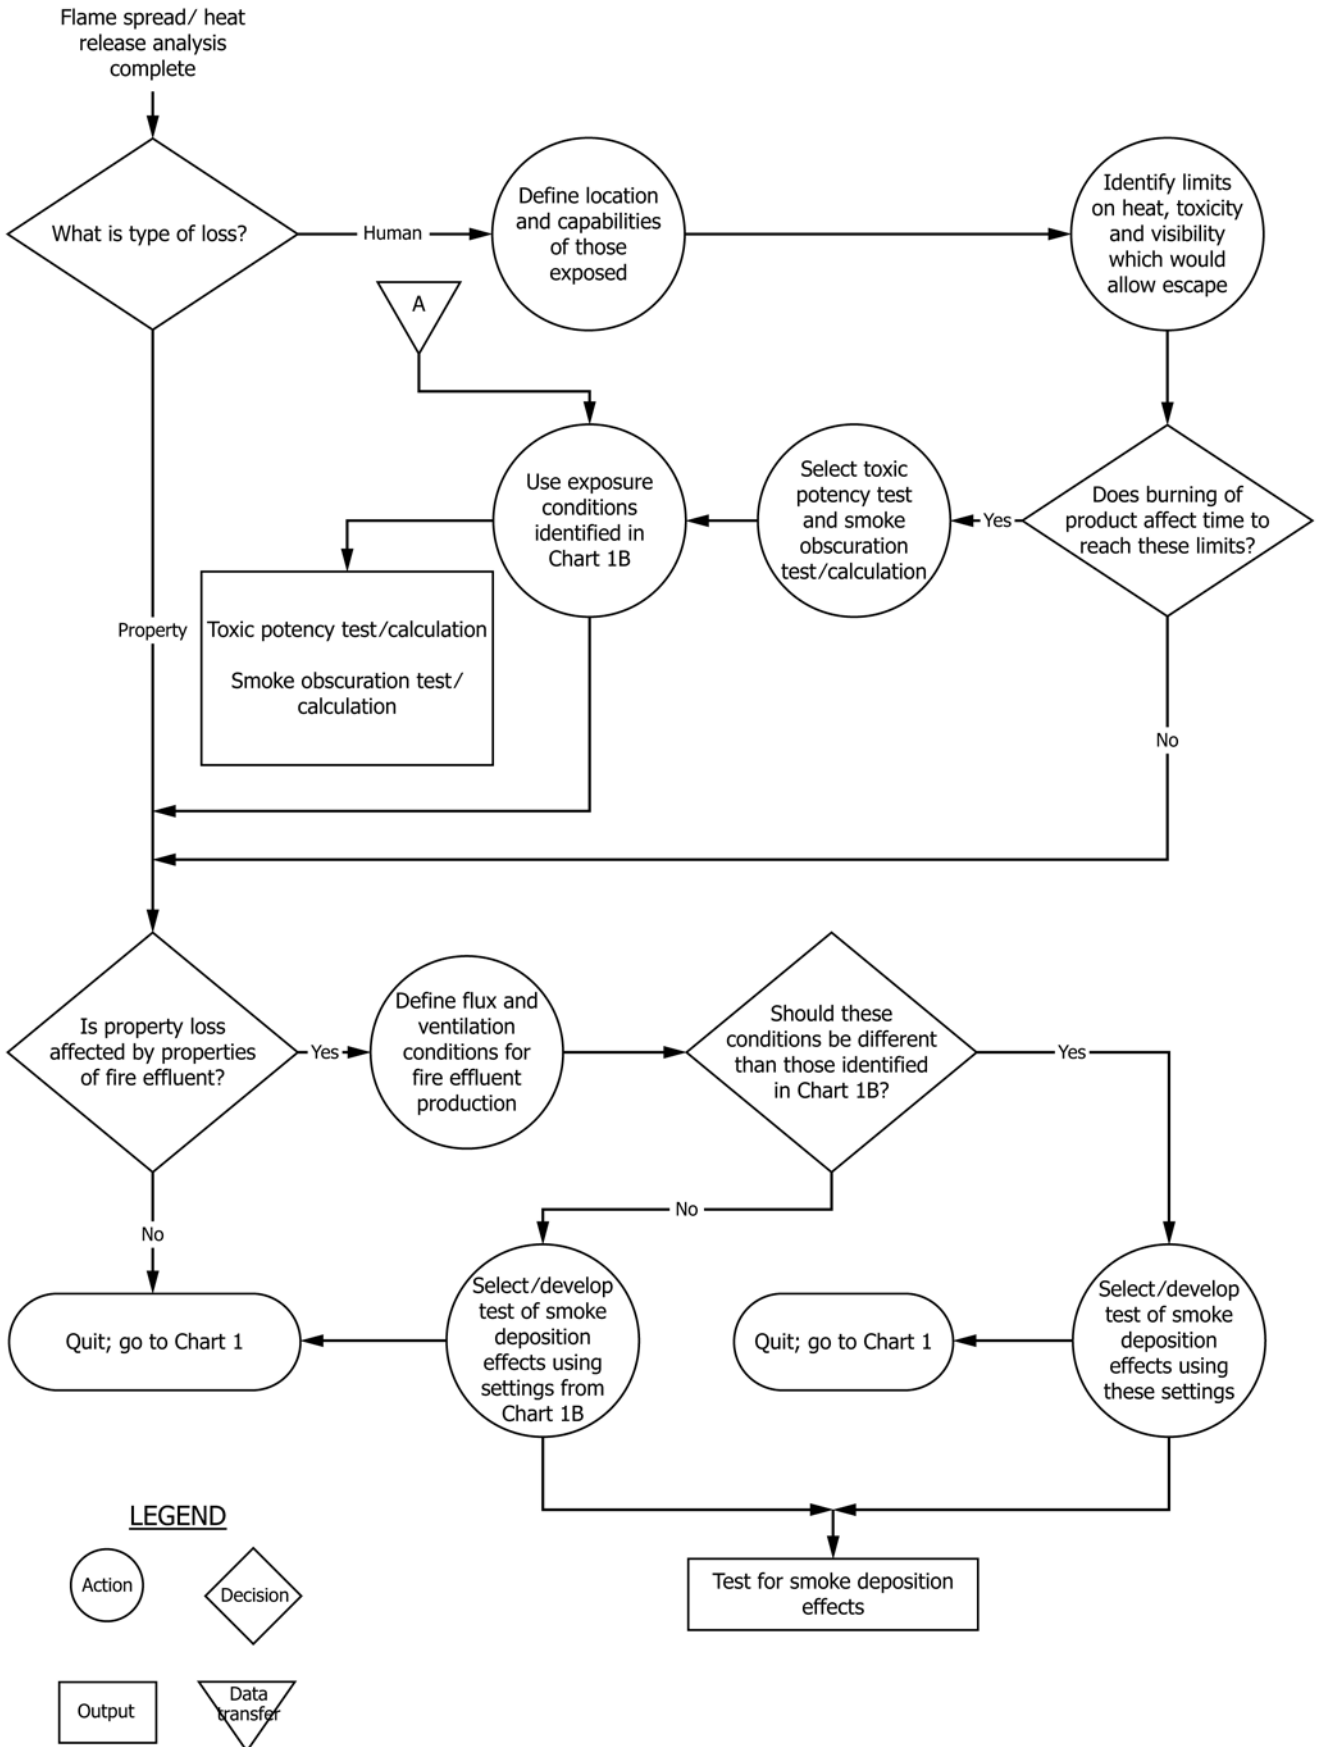 Flame spread/ heat
release analysis
complete
What is type of loss?
Human
Define location
and capabilities
of those
exposed
Identify limits
on heat, toxicity
and visibility
which would
allow escape
A
Use exposure
conditions
identified in
Chart 1B
Select toxic
potency test
and smoke
obscuration
test/calculation
Yes
Does burning of
product affect time to
reach these limits?
Property
Toxic potency test/calculation
Smoke obscuration test/
calculation
No
Is property loss
affected by properties
of fire effluent?
Yes
Define flux and
ventilation
conditions for
fire effluent
production
Should these
conditions be different
than those identified
in Chart 1B?
Yes
No
No
Quit; go to Chart 1
Select/develop
test of smoke
deposition
effects using
settings from
Chart 1B
Quit; go to Chart 1
Select/develop
test of smoke
deposition
effects using
these settings
Test for smoke deposition
effects
LEGEND
Action
Decision
Output
Data
transfer